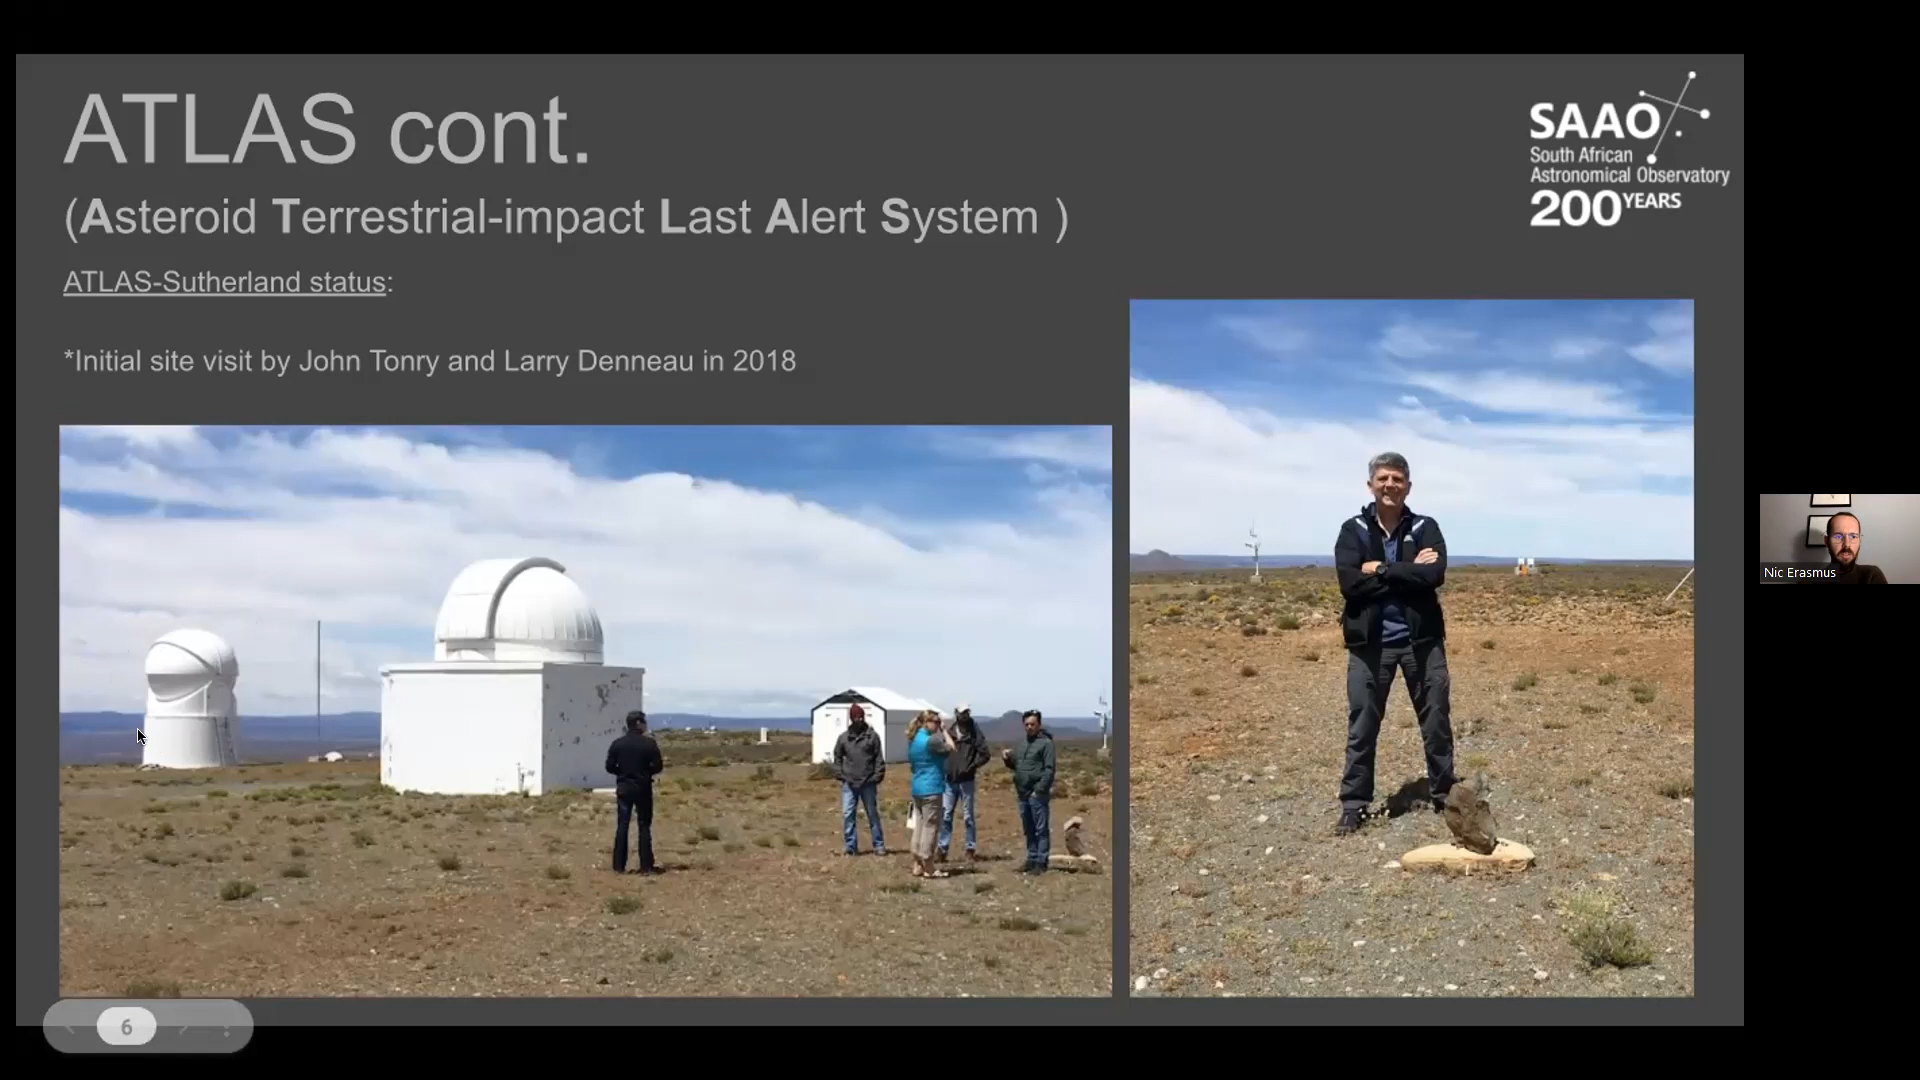 ATLAS cont.
(Asteroid Terrestrial-impact Last Alert System )
ATLAS-Sutherland status:
*Initial site visit by John Tonry and Larry Denneau in 2018
SAAO
South African
Astronomical Observatory
200 YEARS
Nic Erasmus
6